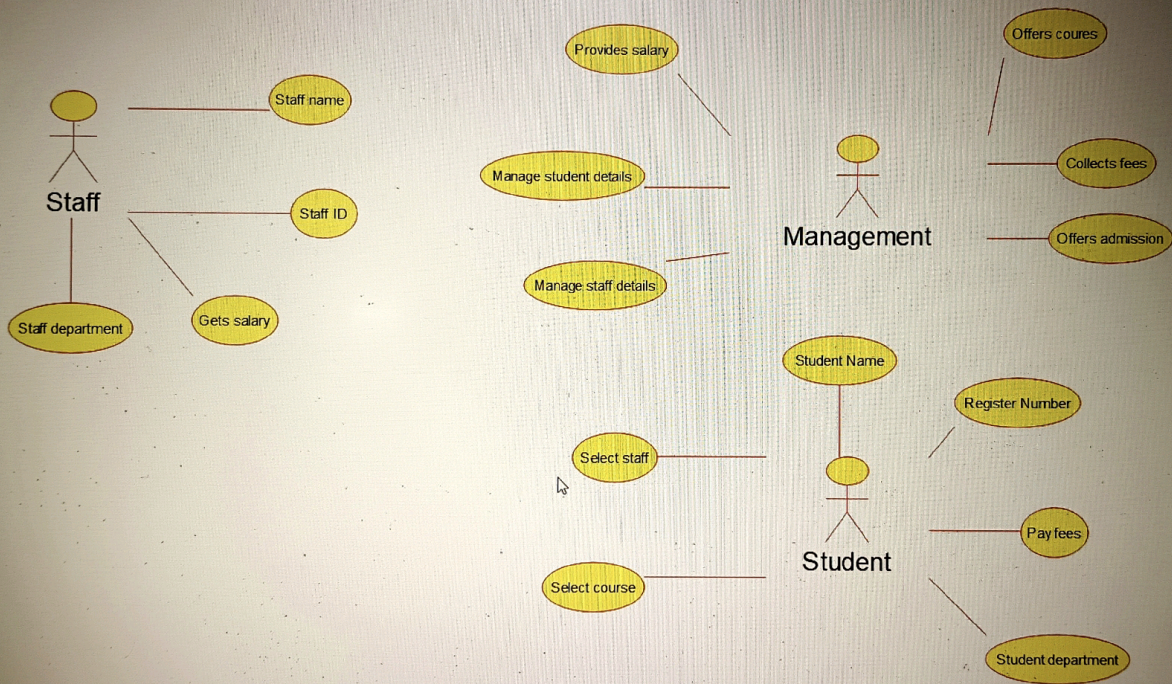 Provides salary
Offers coures
Staff name
Collects fees
Manage student details
Staff
Staff ID
Management
Offers admission
Manage staff details
Staff department
Gets salary
Student Name
Register Number
Select staff
Pay fees
Student
Select course
Student department